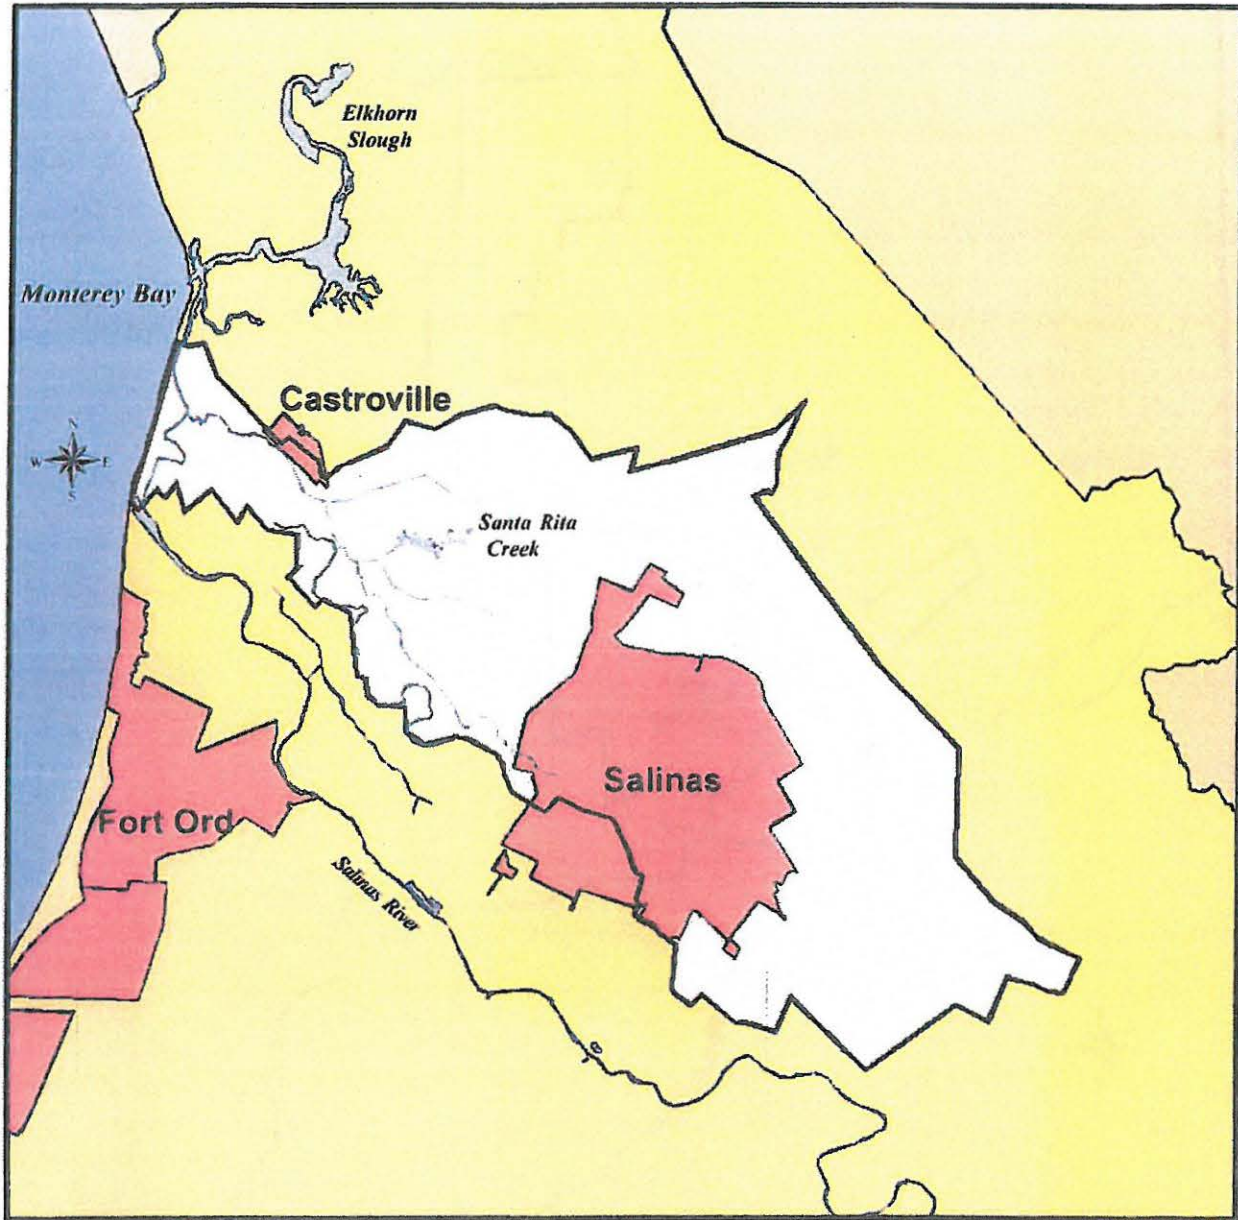 Elkhorn
Slough
Monterey Bay
Castroville
N
W E
S
Santa Rita
Creek
Salinas
Fort Ord
Salinas River